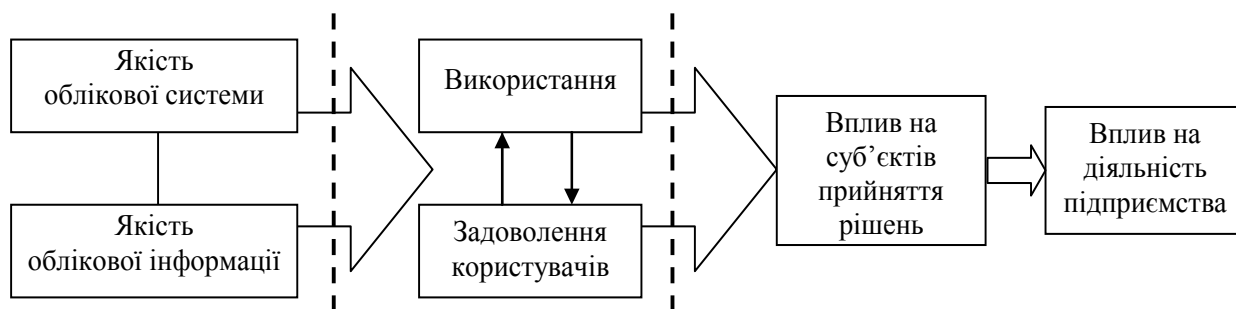 Якість
облікової системи
Якість
облікової інформації
Використання
Задоволення
користувачів
Вплив на
суб’єктів
прийняття
рішень
Вплив на
діяльність
підприємства